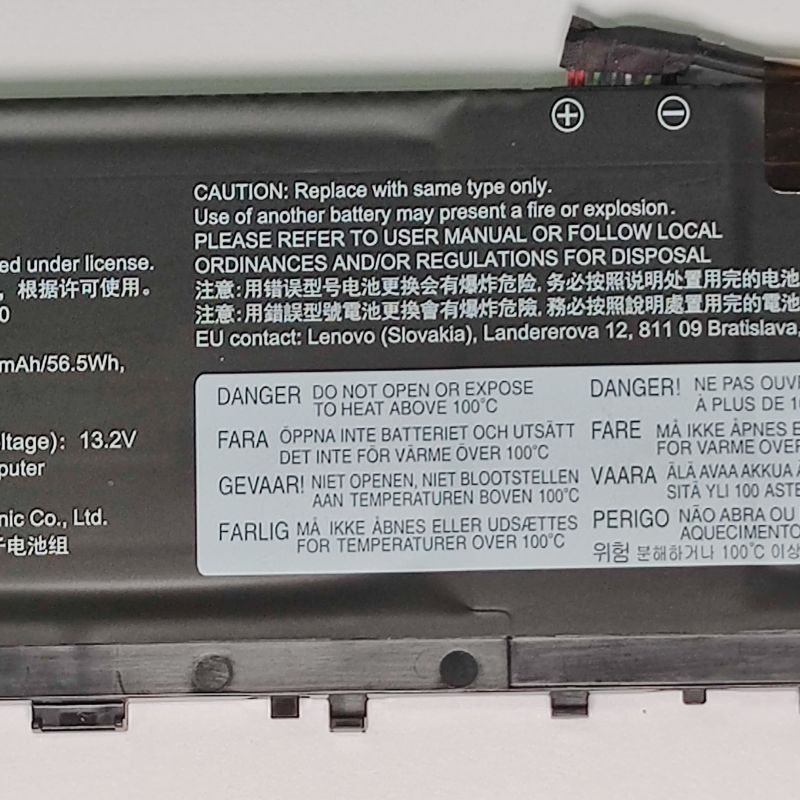 CAUTION: Replace with same type only.
Use of another battery may present a fire or explosion.
PLEASE REFER TO USER MANUAL OR FOLLOW LOCAL
ORDINANCES AND/OR REGULATIONS FOR DISPOSAL
注意:用错误型号电池更换会有爆炸危险,务必按照说明处置用完的电池
注意:用錯誤型號電池更換會有爆炸危險,務必按照說明處置用完的電池
EU contact: Lenovo (Slovakia), Landererova 12, 811 09 Bratislava,
ed under license.
，根据许可使用。
0
mAh/56.5Wh,
ltage)：13.2V
puter
nic Co., Ltd.
电池组
DANGER DO NOT OPEN OR EXPOSE
TO HEAT ABOVE 100°C
FARA ÖPPNA INTE BATTERIET OCH UTSÄTT
DET INTE FÖR VÄRME ÖVER 100°C
GEVAAR! NIET OPENEN, NIET BLOOTSTELLEN
AAN TEMPERATUREN BOVEN 100°C
FARLIG MÅ IKKE ÅBNES ELLER UDSÆTTES
FOR TEMPERATURER OVER 100°C
DANGER! NE PAS OUV
À PLUS DE 10
FARE MÅ IKKE ÅPNES E
FOR VARME OVER
VAARA ÄLÄ AVAA AKKUA Ä
SITÄ YLI 100 ASTE
PERIGO NÃO ABRA OU
AQUECIMENTO
위험 분해하거나 100°C 이상